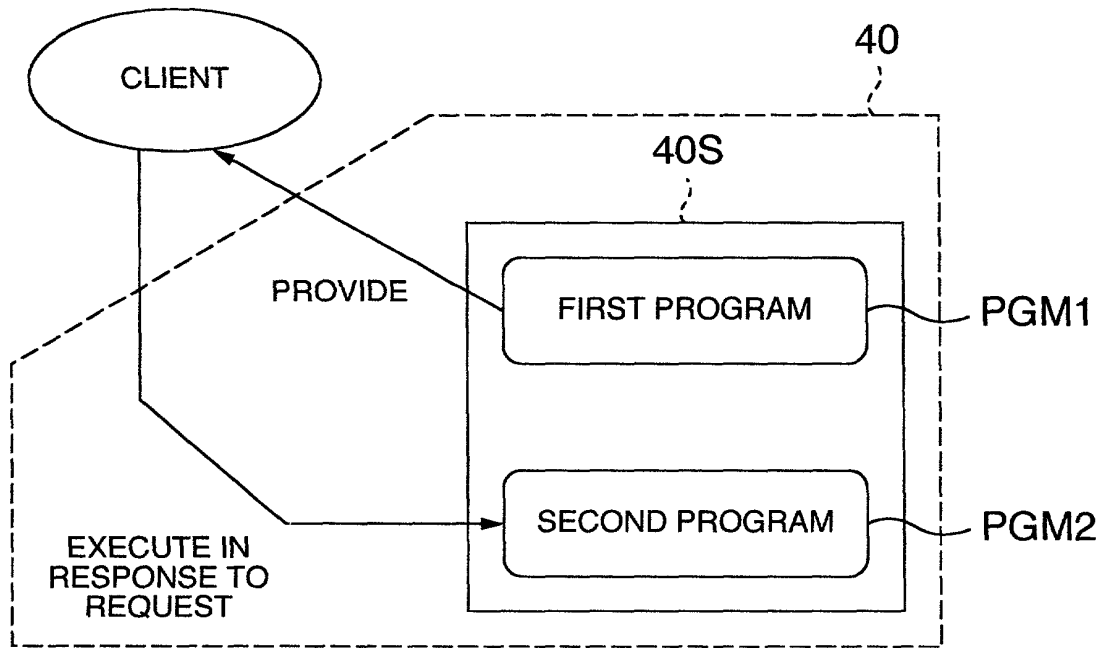 40
CLIENT
40S
PROVIDE
FIRST PROGRAM
PGM1
SECOND PROGRAM
PGM2
EXECUTE IN
RESPONSE TO
REQUEST